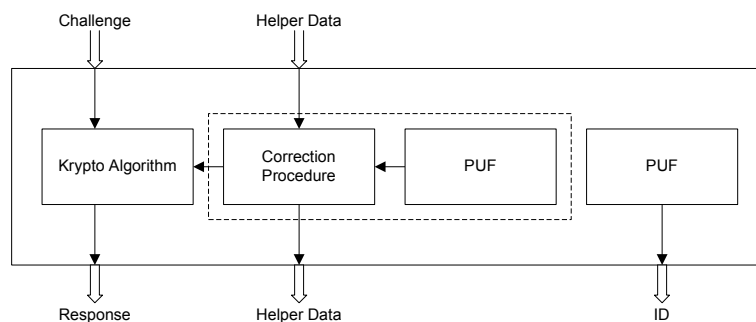 Challenge
Helper Data
Krypto Algorithm
Correction
Procedure
PUF
PUF
Response
Helper Data
ID